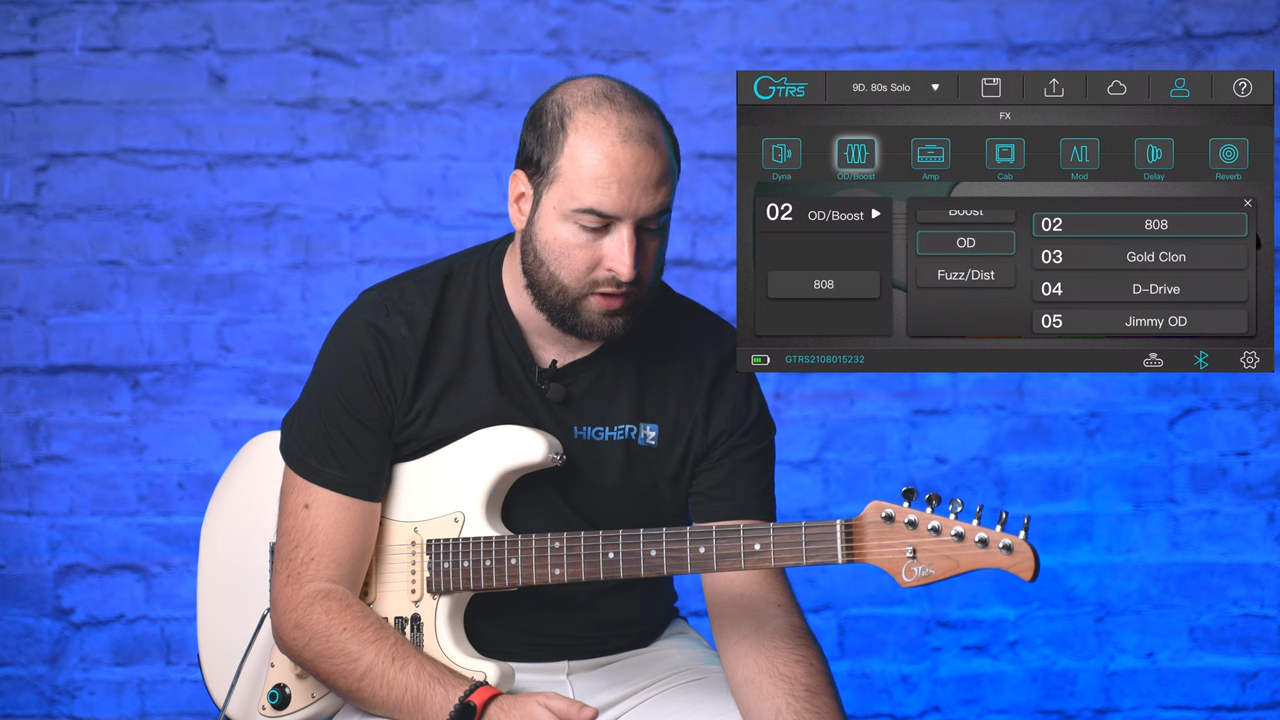 GTRS
9D. 80s Solo
FX
Dyna
OD/Boost
Amp
Cab
Mod
Delay
Reverb
02 OD/Boost
808
Boost
OD
Fuzz/Dist
02 808
03 Gold Clon
04 D-Drive
05 Jimmy OD
GTRS2108015232
HIGHER HZ
GTRS